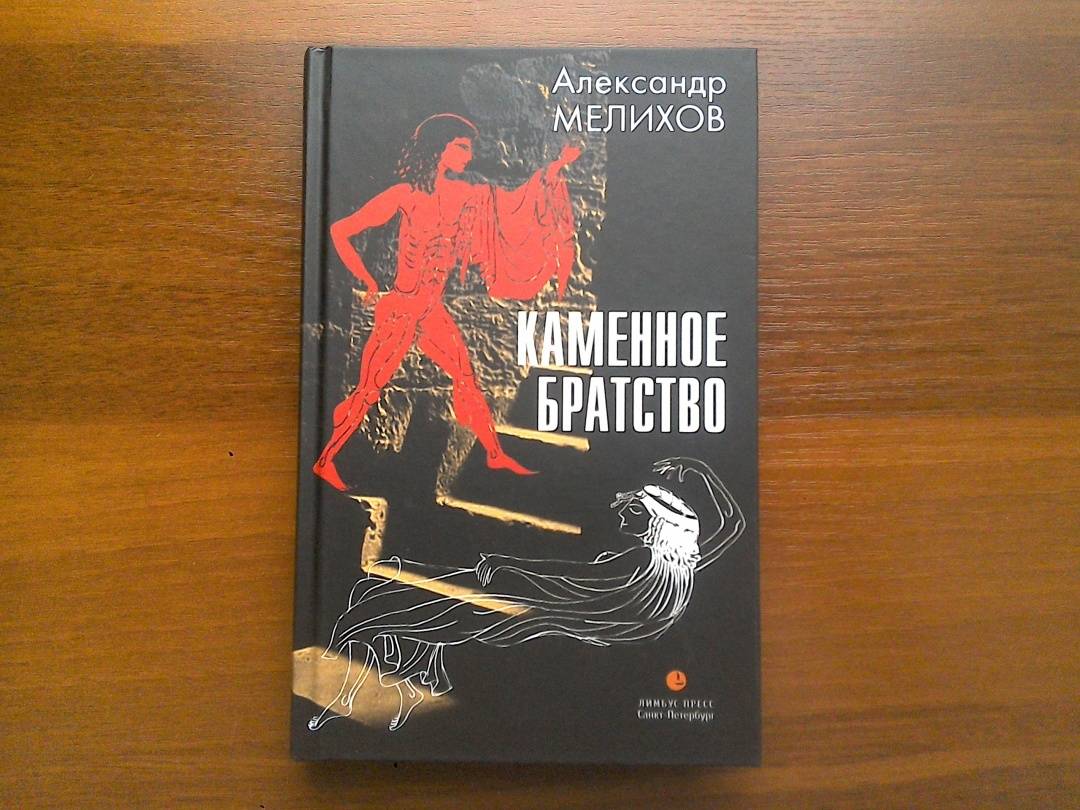 Александр
МЕЛИХОВ
КАМЕННОЕ
БРАТСТВО
ЛИМБУС ПРЕСС
Санкт-Петербург